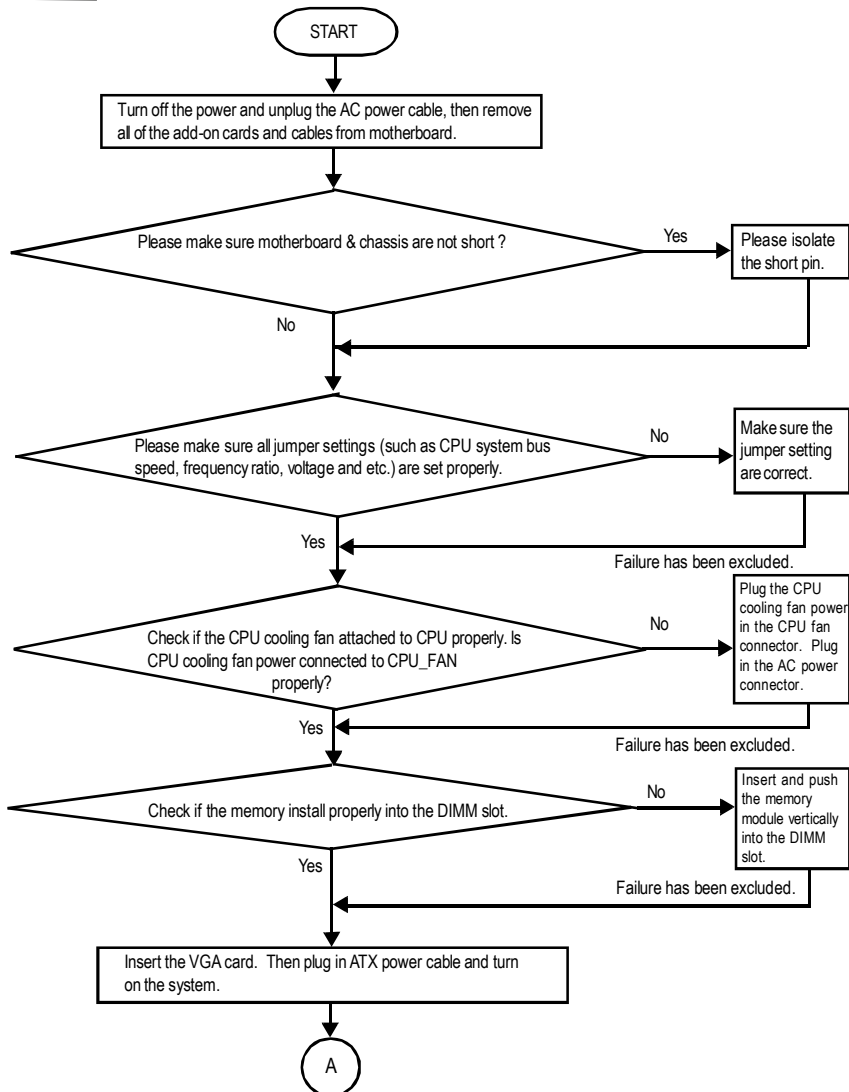 START
Turn off the power and unplug the AC power cable, then remove
all of the add-on cards and cables from motherboard.
Please make sure motherboard & chassis are not short ?
Yes
Please isolate
the short pin.
No
Please make sure all jumper settings (such as CPU system bus
speed, frequency ratio, voltage and etc.) are set properly.
No
Make sure the
jumper setting
are correct.
Yes
Failure has been excluded.
Check if the CPU cooling fan attached to CPU properly. Is
CPU cooling fan power connected to CPU_FAN
properly?
No
Plug the CPU
cooling fan power
in the CPU fan
connector. Plug
in the AC power
connector.
Yes
Failure has been excluded.
Check if the memory install properly into the DIMM slot.
No
Insert and push
the memory
module vertically
into the DIMM
slot.
Yes
Failure has been excluded.
Insert the VGA card. Then plug in ATX power cable and turn
on the system.
A